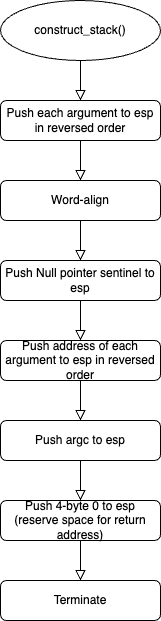 construct_stack()
Push each argument to esp
in reversed order
Word-align
Push Null pointer sentinel to
esp
Push address of each
argument to esp in reversed
order
Push argc to esp
Push 4-byte 0 to esp
(reserve space for return
address)
Terminate